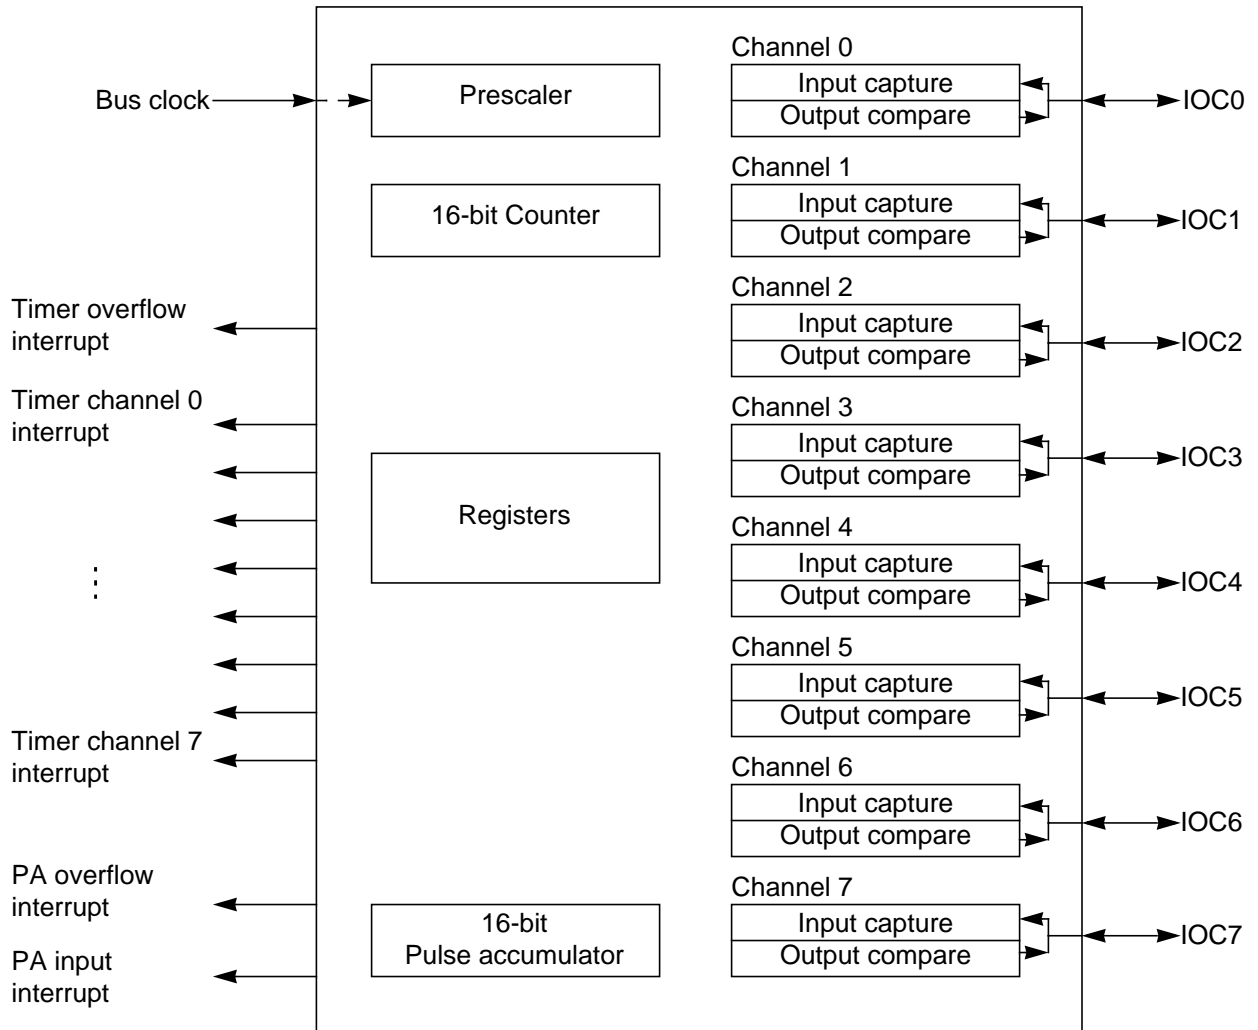 Bus clock
Timer overflow
interrupt
Timer channel 0
interrupt
Timer channel 7
interrupt
PA overflow
interrupt
PA input
interrupt
Prescaler
16-bit Counter
Registers
16-bit
Pulse accumulator
Channel 0
Input capture
Output compare
IOC0
Channel 1
Input capture
Output compare
IOC1
Channel 2
Input capture
Output compare
IOC2
Channel 3
Input capture
Output compare
IOC3
Channel 4
Input capture
Output compare
IOC4
Channel 5
Input capture
Output compare
IOC5
Channel 6
Input capture
Output compare
IOC6
Channel 7
Input capture
Output compare
IOC7